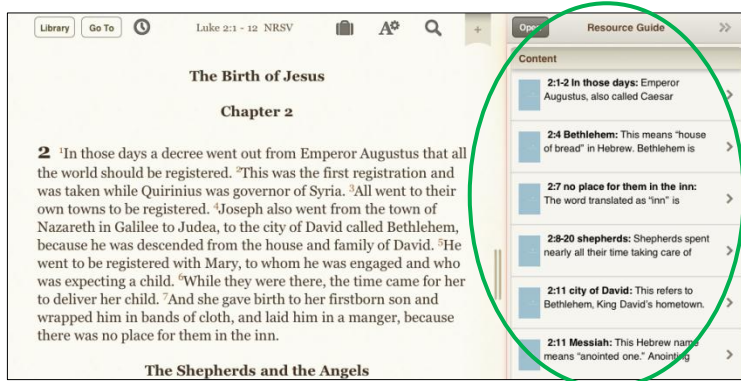 Library Go To Luke 2:1 - 12 NRSV A +
The Birth of Jesus
Chapter 2
2 1In those days a decree went out from Emperor Augustus that all
the world should be registered. 2This was the first registration and
was taken while Quirinius was governor of Syria. 3All went to their
own towns to be registered. 4Joseph also went from the town of
Nazareth in Galilee to Judea, to the city of David called Bethlehem,
because he was descended from the house and family of David. 5He
went to be registered with Mary, to whom he was engaged and who
was expecting a child. 6While they were there, the time came for her
to deliver her child. 7And she gave birth to her firstborn son and
wrapped him in bands of cloth, and laid him in a manger, because
there was no place for them in the inn.
The Shepherds and the Angels
Open Resource Guide >>
Content
2:1-2 In those days: Emperor
Augustus, also called Caesar
2:4 Bethlehem: This means “house
of bread” in Hebrew. Bethlehem is
2:7 no place for them in the inn:
The word translated as “inn” is
2:8-20 shepherds: Shepherds spent
nearly all their time taking care of
2:11 city of David: This refers to
Bethlehem, King David’s hometown.
2:11 Messiah: This Hebrew name
means “anointed one.” Anointing